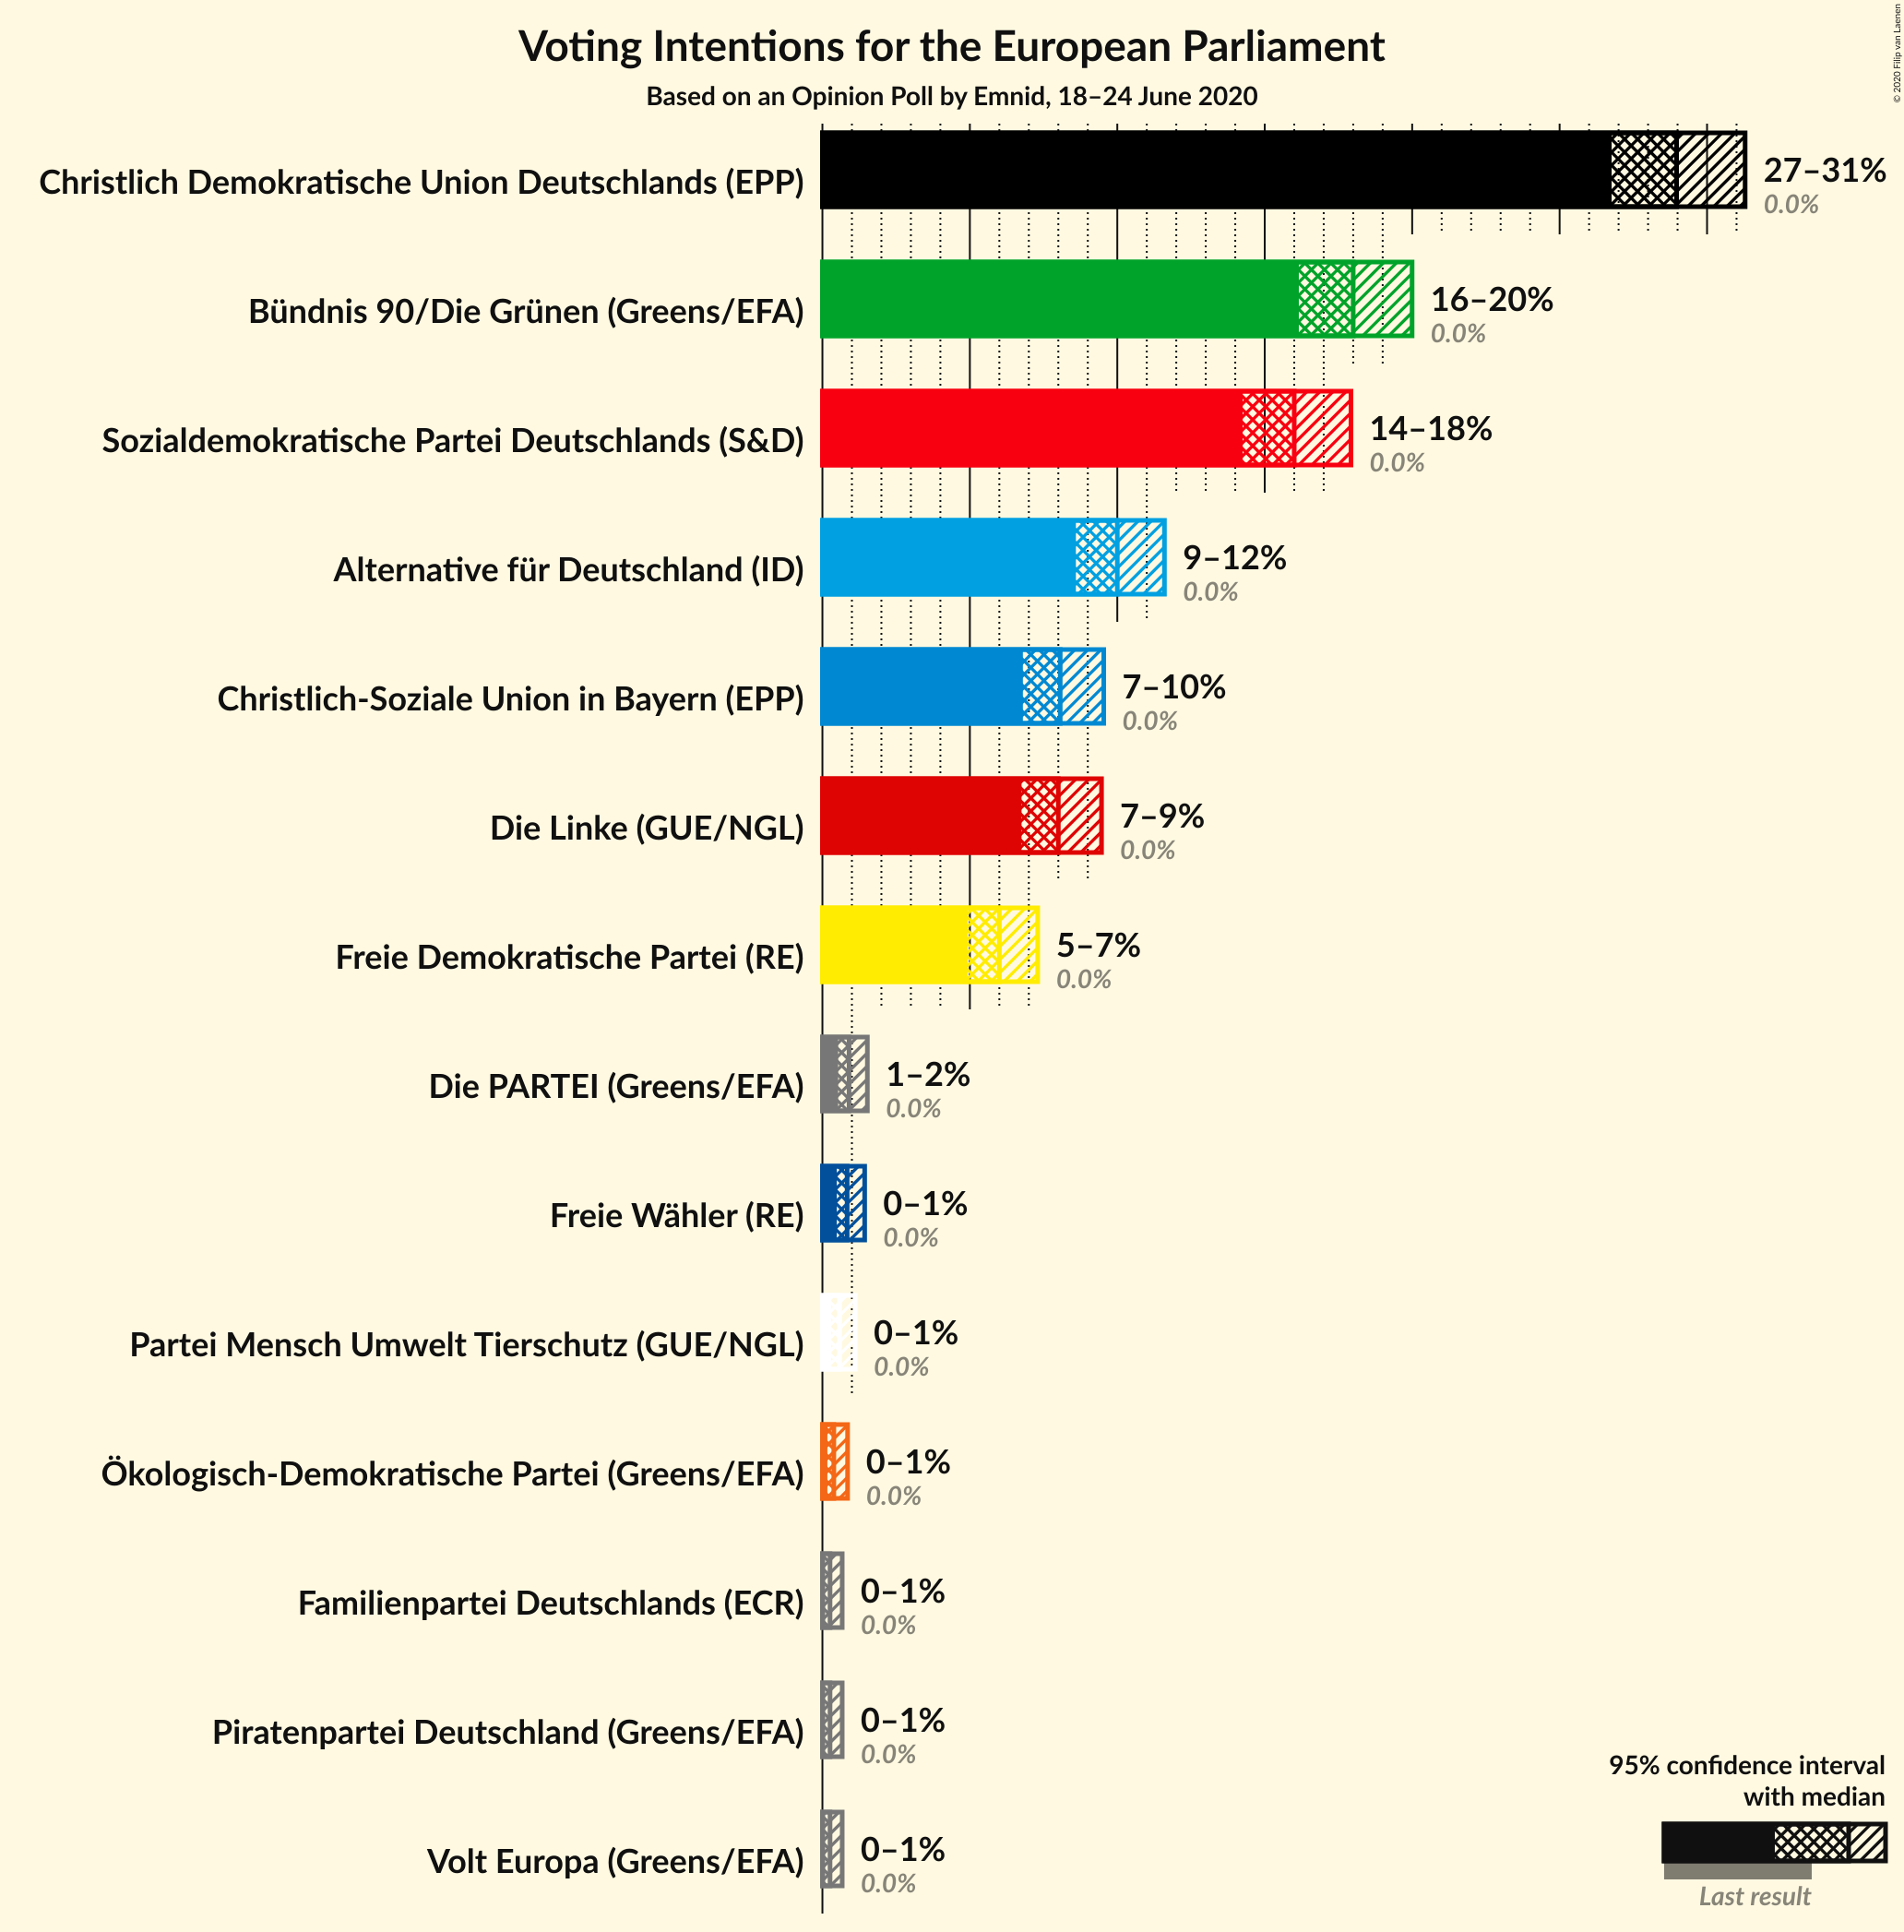 Voting Intentions for the European Parliament
Based on an Opinion Poll by Emnid, 18–24 June 2020
© 2020 Filip van Laenen
Christlich Demokratische Union Deutschlands (EPP)
27–31%
0.0%
Bündnis 90/Die Grünen (Greens/EFA)
16–20%
0.0%
Sozialdemokratische Partei Deutschlands (S&D)
14–18%
0.0%
Alternative für Deutschland (ID)
9–12%
0.0%
Christlich-Soziale Union in Bayern (EPP)
7–10%
0.0%
Die Linke (GUE/NGL)
7–9%
0.0%
Freie Demokratische Partei (RE)
5–7%
0.0%
Die PARTEI (Greens/EFA)
1–2%
0.0%
Freie Wähler (RE)
0–1%
0.0%
Partei Mensch Umwelt Tierschutz (GUE/NGL)
0–1%
0.0%
Ökologisch-Demokratische Partei (Greens/EFA)
0–1%
0.0%
Familienpartei Deutschlands (ECR)
0–1%
0.0%
Piratenpartei Deutschland (Greens/EFA)
0–1%
0.0%
Volt Europa (Greens/EFA)
0–1%
0.0%
95% confidence interval
with median
Last result